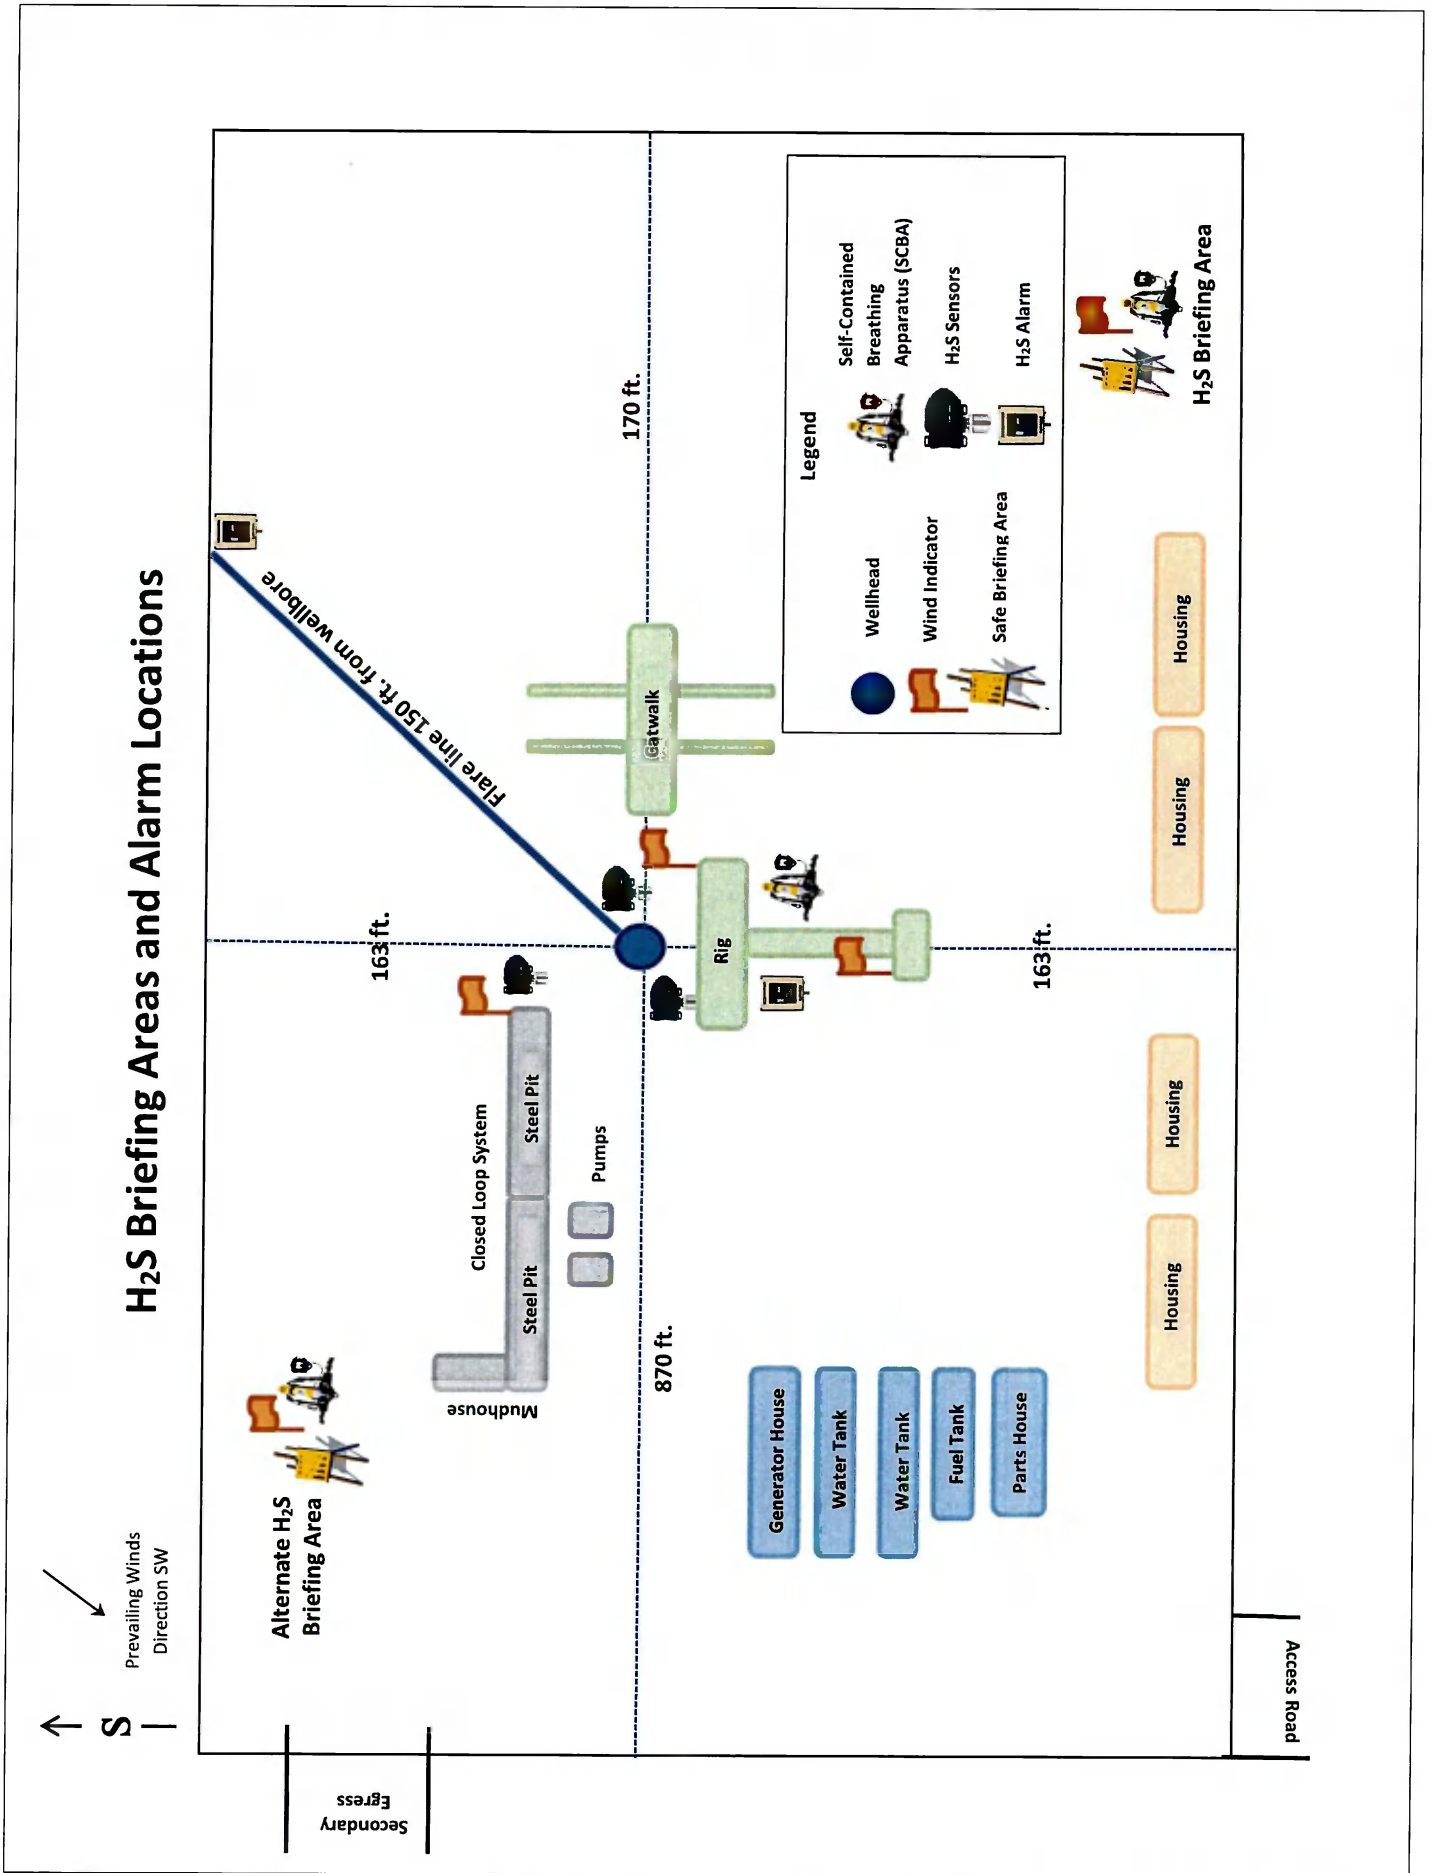 H₂S Briefing Areas and Alarm Locations
S
Prevailing Winds
Direction SW
Secondary
Egress
Alternate H₂S
Briefing Area
Mudhouse
Closed Loop System
Steel Pit
Steel Pit
Pumps
163 ft.
Flare line 150 ft. from wellbore
870 ft.
170 ft.
Catwalk
Rig
163 ft.
Generator House
Water Tank
Water Tank
Fuel Tank
Parts House
Legend
Wellhead
Wind Indicator
Safe Briefing Area
Self-Contained
Breathing
Apparatus (SCBA)
H₂S Sensors
H₂S Alarm
Housing
Housing
Housing
Housing
H₂S Briefing Area
Access Road